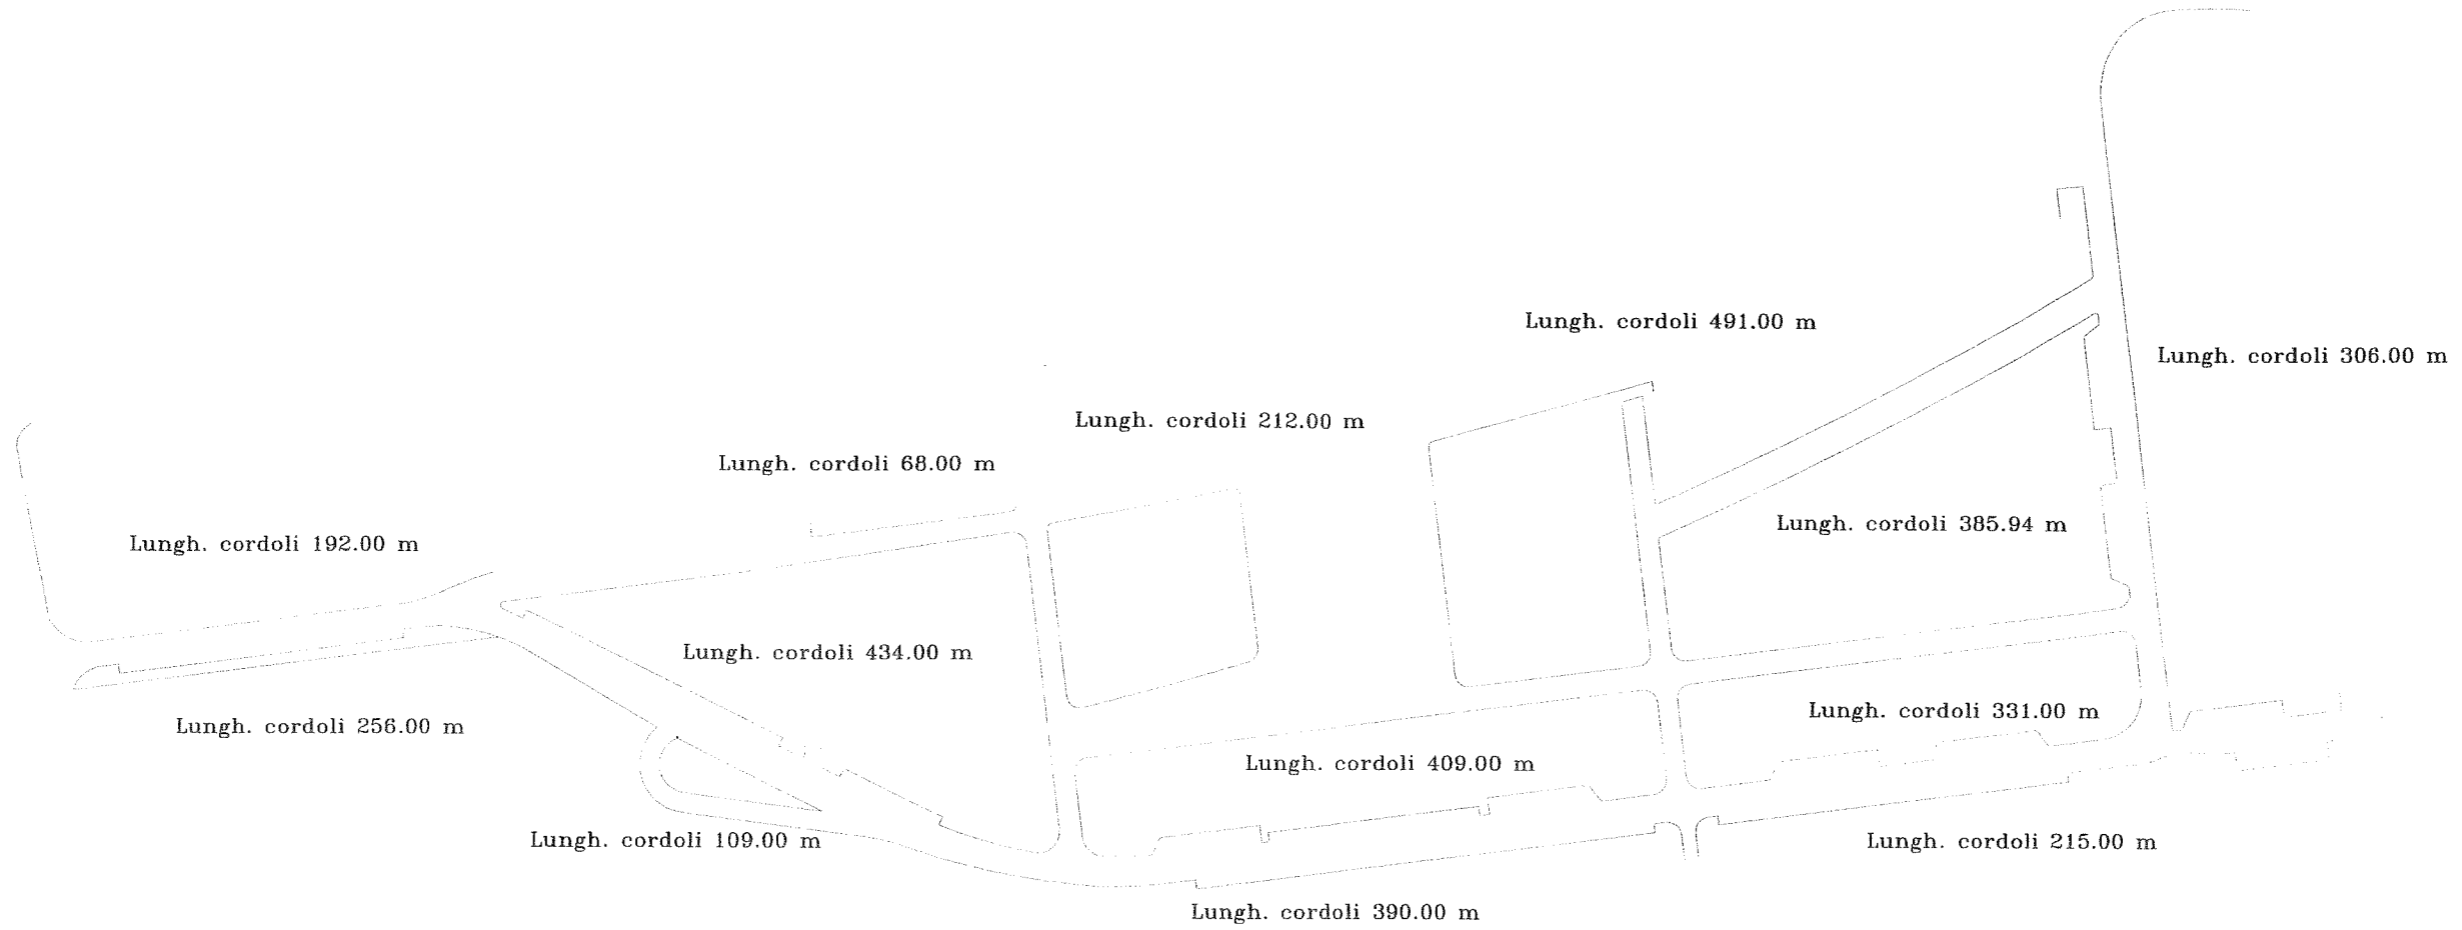 Lungh. cordoli 491.00 m
Lungh. cordoli 306.00 m
Lungh. cordoli 212.00 m
Lungh. cordoli 68.00 m
Lungh. cordoli 385.94 m
Lungh. cordoli 192.00 m
Lungh. cordoli 434.00 m
Lungh. cordoli 331.00 m
Lungh. cordoli 256.00 m
Lungh. cordoli 409.00 m
Lungh. cordoli 109.00 m
Lungh. cordoli 215.00 m
Lungh. cordoli 390.00 m